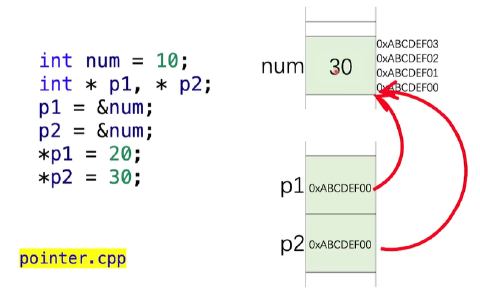 int num = 10;
int * p1, * p2;
p1 = &num;
p2 = &num;
*p1 = 20;
*p2 = 30;
pointer.cpp
num
30
0xABCDEF03
0xABCDEF02
0xABCDEF01
0xABCDEF00
p1
0xABCDEF00
p2
0xABCDEF00